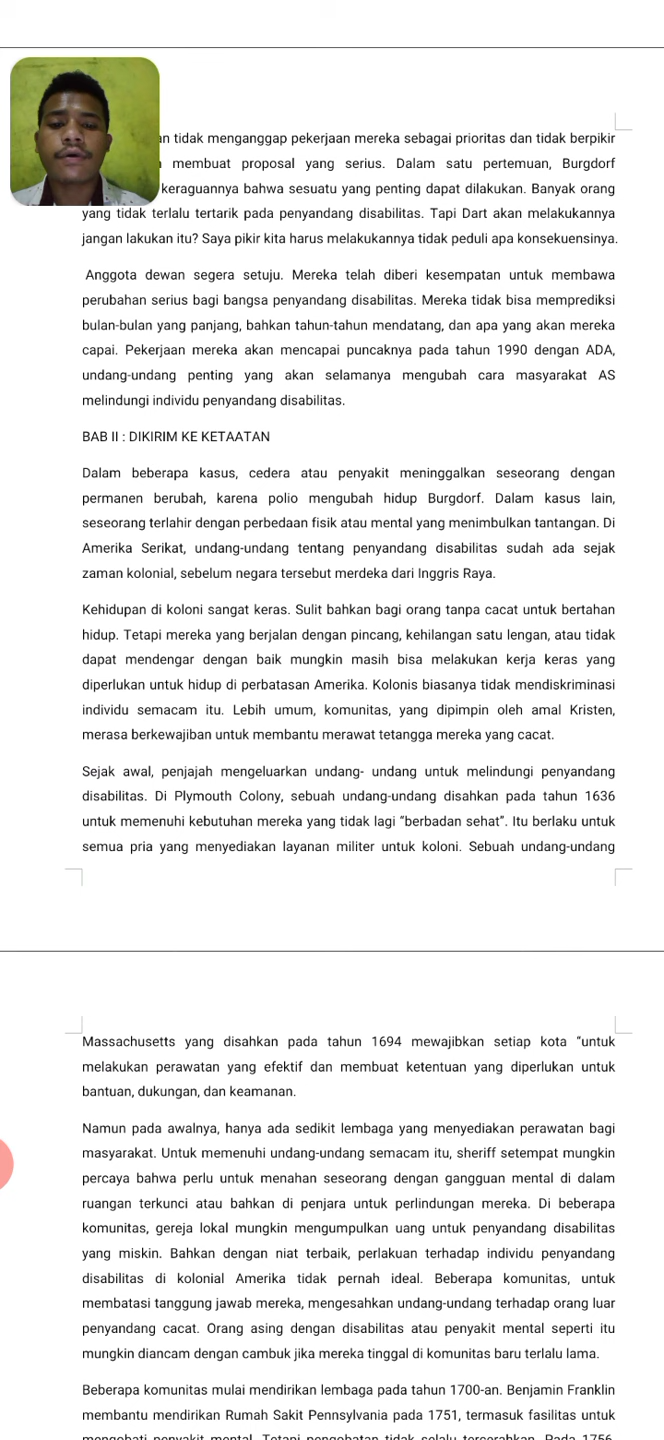 tidak menganggap pekerjaan mereka sebagai prioritas dan tidak berpikir
membuat proposal yang serius. Dalam satu pertemuan, Burgdorf
keraguannya bahwa sesuatu yang penting dapat dilakukan. Banyak orang
yang tidak terlalu tertarik pada penyandang disabilitas. Tapi Dart akan melakukannya
jangan lakukan itu? Saya pikir kita harus melakukannya tidak peduli apa konsekuensinya.
Anggota dewan segera setuju. Mereka telah diberi kesempatan untuk membawa
perubahan serius bagi bangsa penyandang disabilitas. Mereka tidak bisa memprediksi
bulan-bulan yang panjang, bahkan tahun-tahun mendatang, dan apa yang akan mereka
capai. Pekerjaan mereka akan mencapai puncaknya pada tahun 1990 dengan ADA,
undang-undang penting yang akan selamanya mengubah cara masyarakat AS
melindungi individu penyandang disabilitas.
BAB II : DIKIRIM KE KETAATAN
Dalam beberapa kasus, cedera atau penyakit meninggalkan seseorang dengan
permanen berubah, karena polio mengubah hidup Burgdorf. Dalam kasus lain,
seseorang terlahir dengan perbedaan fisik atau mental yang menimbulkan tantangan. Di
Amerika Serikat, undang-undang tentang penyandang disabilitas sudah ada sejak
zaman kolonial, sebelum negara tersebut merdeka dari Inggris Raya.
Kehidupan di koloni sangat keras. Sulit bahkan bagi orang tanpa cacat untuk bertahan
hidup. Tetapi mereka yang berjalan dengan pincang, kehilangan satu lengan, atau tidak
dapat mendengar dengan baik mungkin masih bisa melakukan kerja keras yang
diperlukan untuk hidup di perbatasan Amerika. Kolonis biasanya tidak mendiskriminasi
individu semacam itu. Lebih umum, komunitas, yang dipimpin oleh amal Kristen,
merasa berkewajiban untuk membantu merawat tetangga mereka yang cacat.
Sejak awal, penjajah mengeluarkan undang- undang untuk melindungi penyandang
disabilitas. Di Plymouth Colony, sebuah undang-undang disahkan pada tahun 1636
untuk memenuhi kebutuhan mereka yang tidak lagi “berbadan sehat”. Itu berlaku untuk
semua pria yang menyediakan layanan militer untuk koloni. Sebuah undang-undang
Massachusetts yang disahkan pada tahun 1694 mewajibkan setiap kota “untuk
melakukan perawatan yang efektif dan membuat ketentuan yang diperlukan untuk
bantuan, dukungan, dan keamanan.
Namun pada awalnya, hanya ada sedikit lembaga yang menyediakan perawatan bagi
masyarakat. Untuk memenuhi undang-undang semacam itu, sheriff setempat mungkin
percaya bahwa perlu untuk menahan seseorang dengan gangguan mental di dalam
ruangan terkunci atau bahkan di penjara untuk perlindungan mereka. Di beberapa
komunitas, gereja lokal mungkin mengumpulkan uang untuk penyandang disabilitas
yang miskin. Bahkan dengan niat terbaik, perlakuan terhadap individu penyandang
disabilitas di kolonial Amerika tidak pernah ideal. Beberapa komunitas, untuk
membatasi tanggung jawab mereka, mengesahkan undang-undang terhadap orang luar
penyandang cacat. Orang asing dengan disabilitas atau penyakit mental seperti itu
mungkin diancam dengan cambuk jika mereka tinggal di komunitas baru terlalu lama.
Beberapa komunitas mulai mendirikan lembaga pada tahun 1700-an. Benjamin Franklin
membantu mendirikan Rumah Sakit Pennsylvania pada 1751, termasuk fasilitas untuk
mengobati penyakit mental. Tetapi pengobatan tidak selalu tercerahkan. Pada 1756,